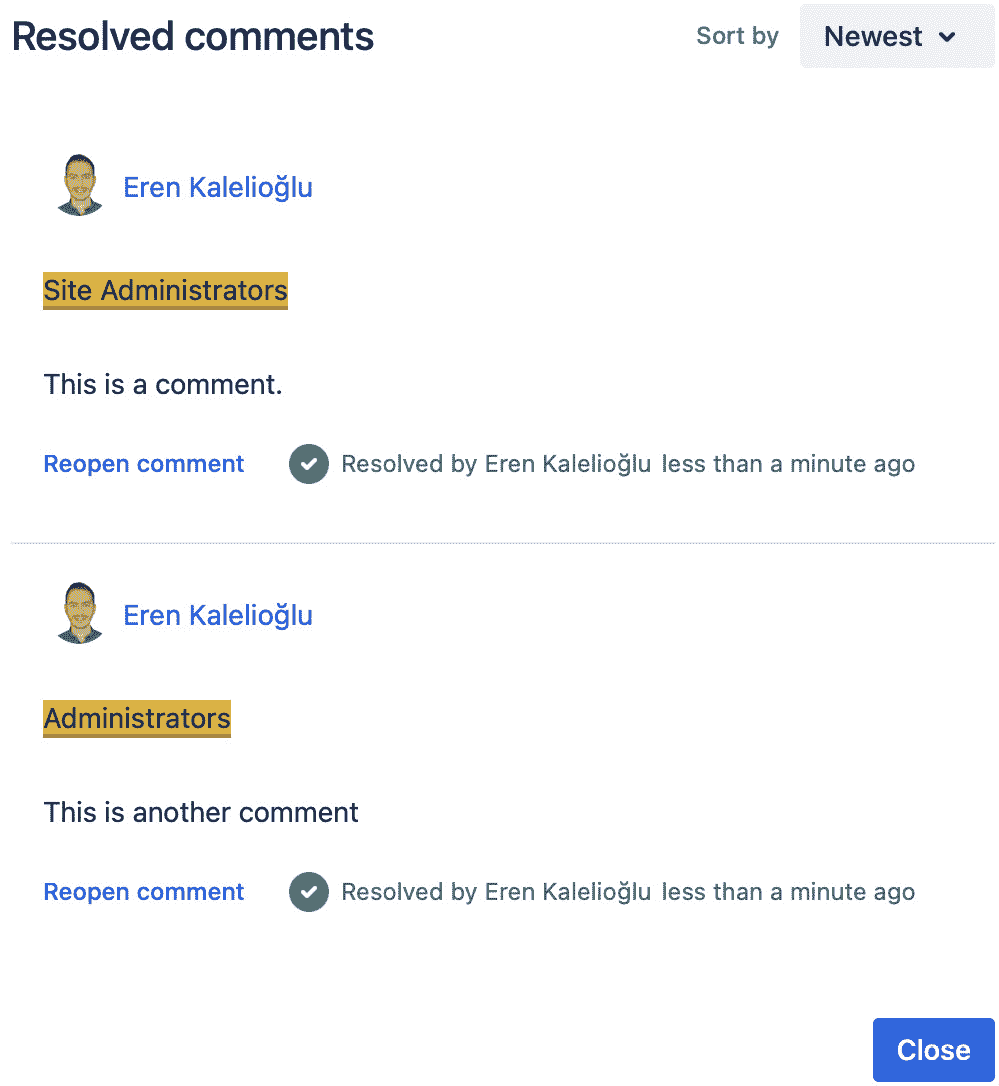 Resolved comments Sort by Newest
Eren Kalelioğlu
Site Administrators
This is a comment.
Reopen comment Resolved by Eren Kalelioğlu less than a minute ago
Eren Kalelioğlu
Administrators
This is another comment
Reopen comment Resolved by Eren Kalelioğlu less than a minute ago
Close